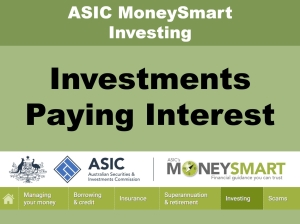 ASIC MoneySmart
Investing
Investments
Paying Interest
ASIC
Australian Securities &
Investments Commission
ASIC's
MONEYSMART
Financial guidance you can trust
Managing
your money
Borrowing
& credit
Insurance
Superannuation
& retirement
Investing
Scams